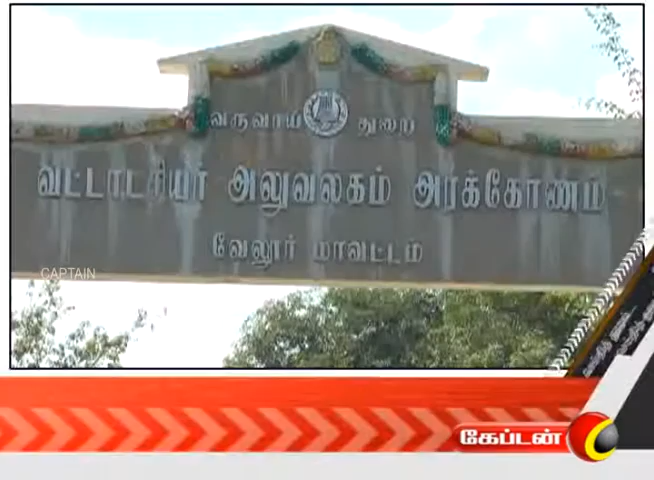 வருவாய் துறை
வட்டாட்சியர் அலுவலகம் அரக்கோணம்
வேலூர் மாவட்டம்
CAPTAIN
கேப்டன்